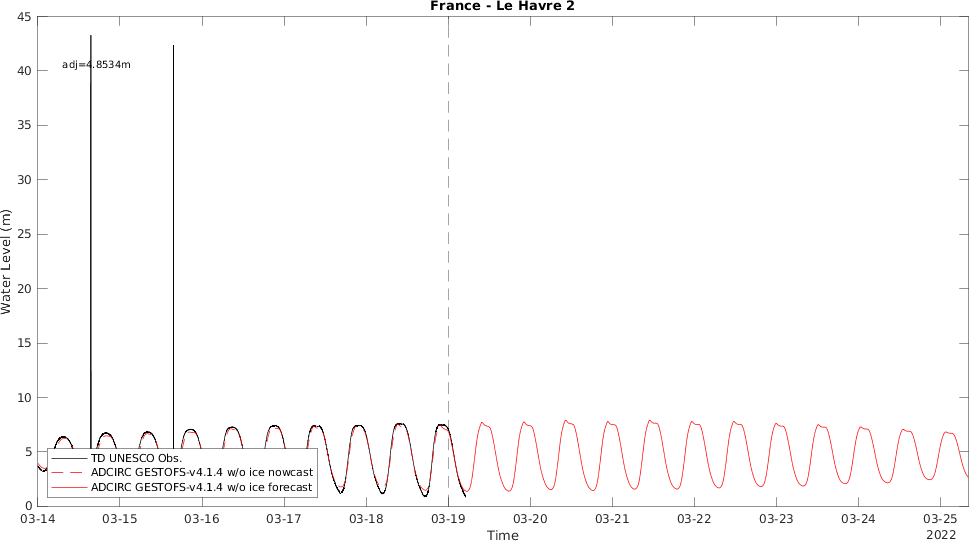 France - Le Havre 2
45
40
35
30
25
20
15
10
5
0
Water Level (m)
adj=4.8534m
TD UNESCO Obs.
ADCIRC GESTOFS-v4.1.4 w/o ice nowcast
ADCIRC GESTOFS-v4.1.4 w/o ice forecast
03-14 03-15 03-16 03-17 03-18 03-19 03-20 03-21 03-22 03-23 03-24 03-25
Time
2022